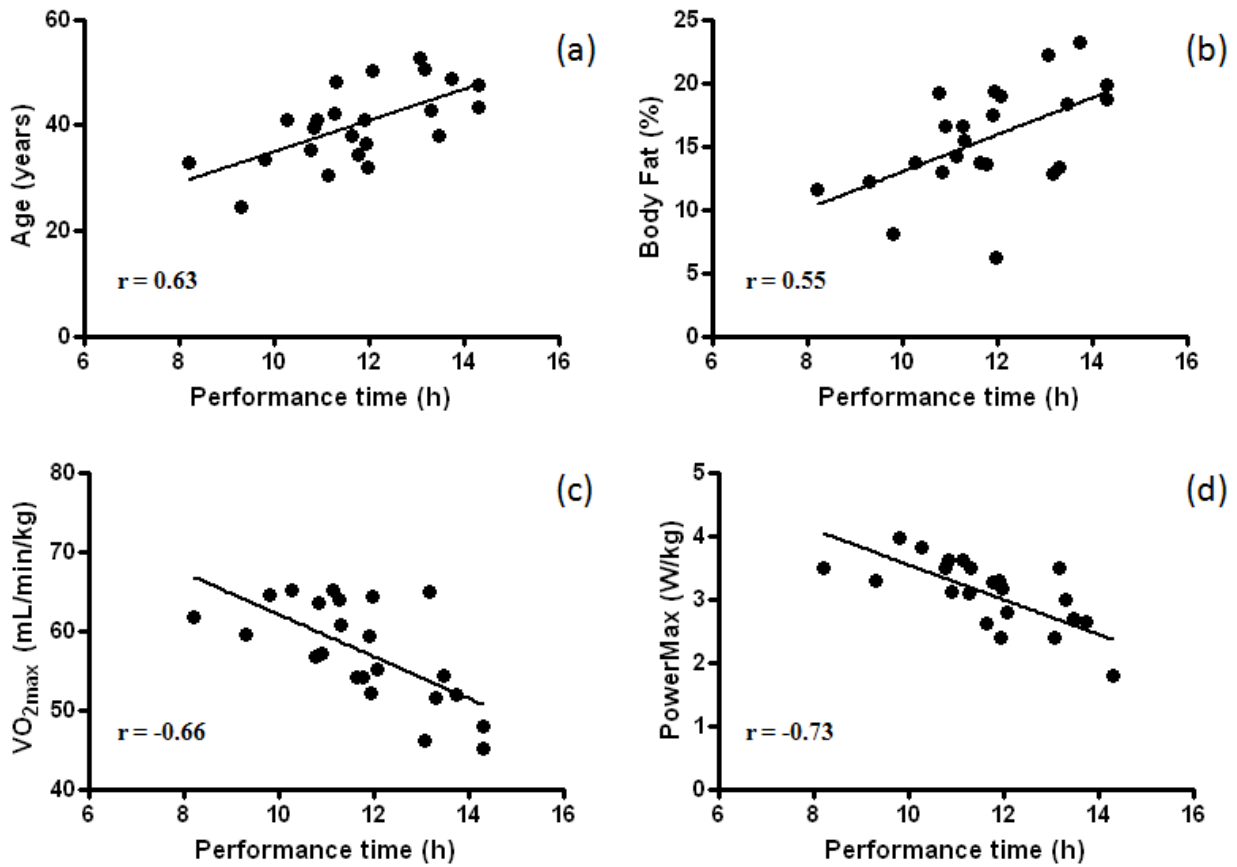 (a)
Age (years)
60
40
20
0
r = 0.63
6 8 10 12 14 16
Performance time (h)
(b)
Body Fat (%)
25
20
15
10
5
0
r = 0.55
6 8 10 12 14 16
Performance time (h)
(c)
VO2max (mL/min/kg)
80
70
60
50
40
r = -0.66
6 8 10 12 14 16
Performance time (h)
(d)
PowerMax (W/kg)
5
4
3
2
1
0
r = -0.73
6 8 10 12 14 16
Performance time (h)